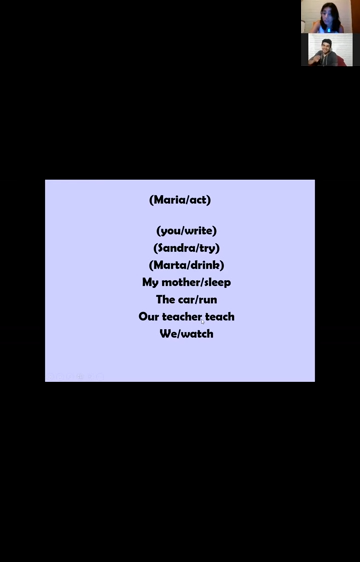 (Maria/act)
(you/write)
(Sandra/try)
(Marta/drink)
My mother/sleep
The car/run
Our teacher teach
We/watch